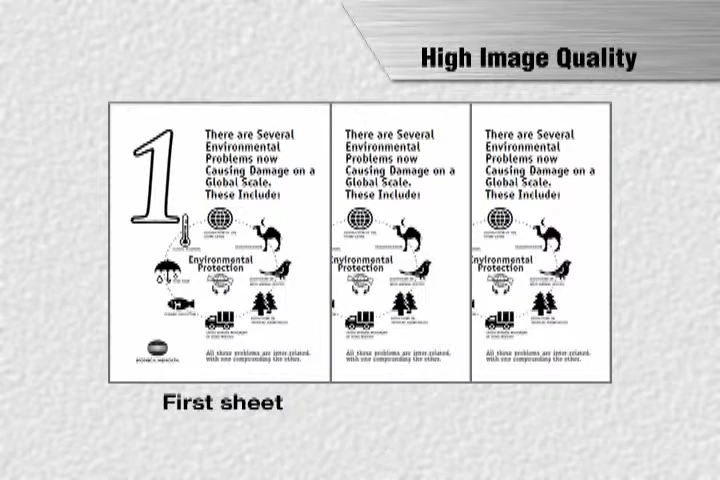 High Image Quality
1
There are Several
Environmental
Problems now
Causing Damage on a
Global Scale.
These Include:
Environmental
Protection
KONICA MINOLTA
All these problems are inter-related,
with one compounding the other.
There are Several
Environmental
Problems now
Causing Damage on a
Global Scale.
These Include:
nvironmental
Protection
All these problems are inter-related,
with one compounding the other.
There are Several
Environmental
Problems now
Causing Damage on a
Global Scale.
These Include:
nvironmental
Protection
All these problems are inter-related,
with one compounding the other.
First sheet